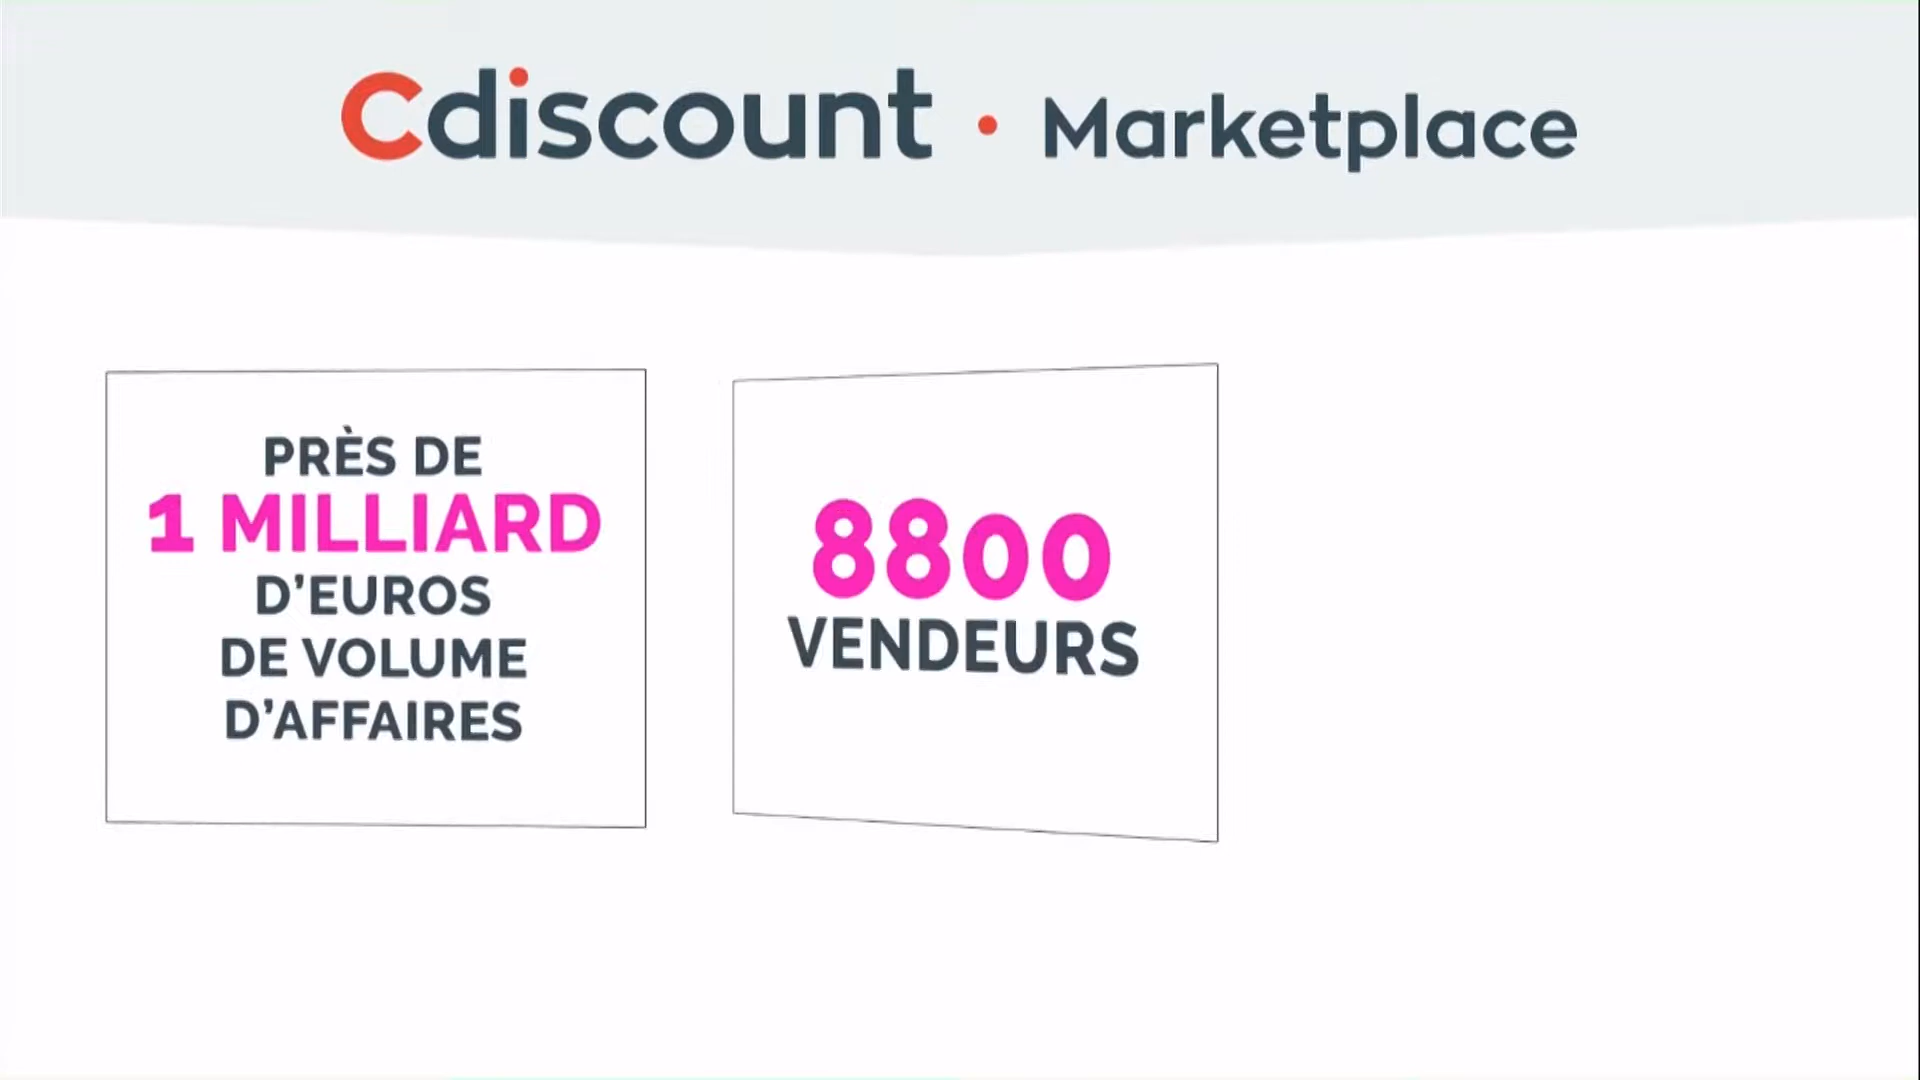 Cdiscount • Marketplace
PRÈS DE
1 MILLIARD
D'EUROS
DE VOLUME
D'AFFAIRES
8800
VENDEURS